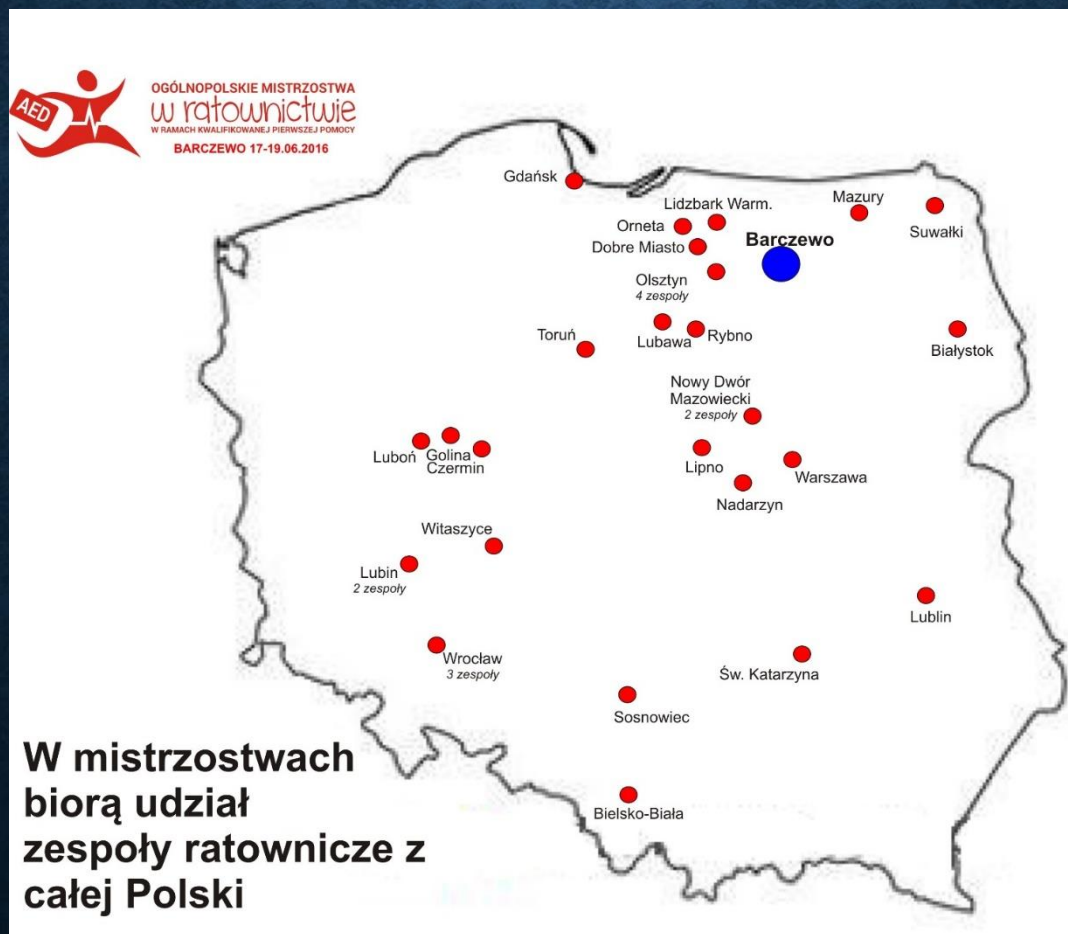 AED
OGÓLNOPOLSKIE MISTRZOSTWA
w ratownictwie
W RAMACH KWALIFIKOWANEJ PIERWSZEJ POMOCY
BARCZEWO 17-19.06.2016
Gdańsk
Lidzbark Warm.
Orneta
Dobre Miasto
Olsztyn
4 zespoły
Barczewo
Mazury
Suwałki
Lubawa
Rybno
Toruń
Białystok
Nowy Dwór
Mazowiecki
2 zespoły
Luboń
Golina
Czermin
Lipno
Warszawa
Nadarzyn
Witaszyce
Lubin
2 zespoły
Lublin
Wrocław
3 zespoły
Św. Katarzyna
Sosnowiec
Bielsko-Biała
W mistrzostwach
biorą udział
zespoły ratownicze z
całej Polski